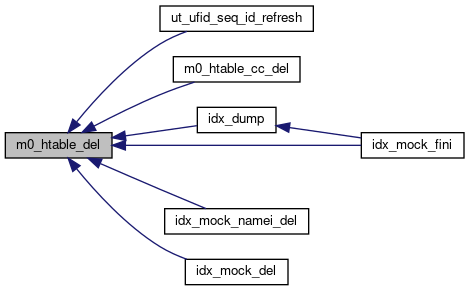 ut_ufid_seq_id_refresh
m0_htable_cc_del
idx_dump
idx_mock_fini
m0_htable_del
idx_mock_namei_del
idx_mock_del